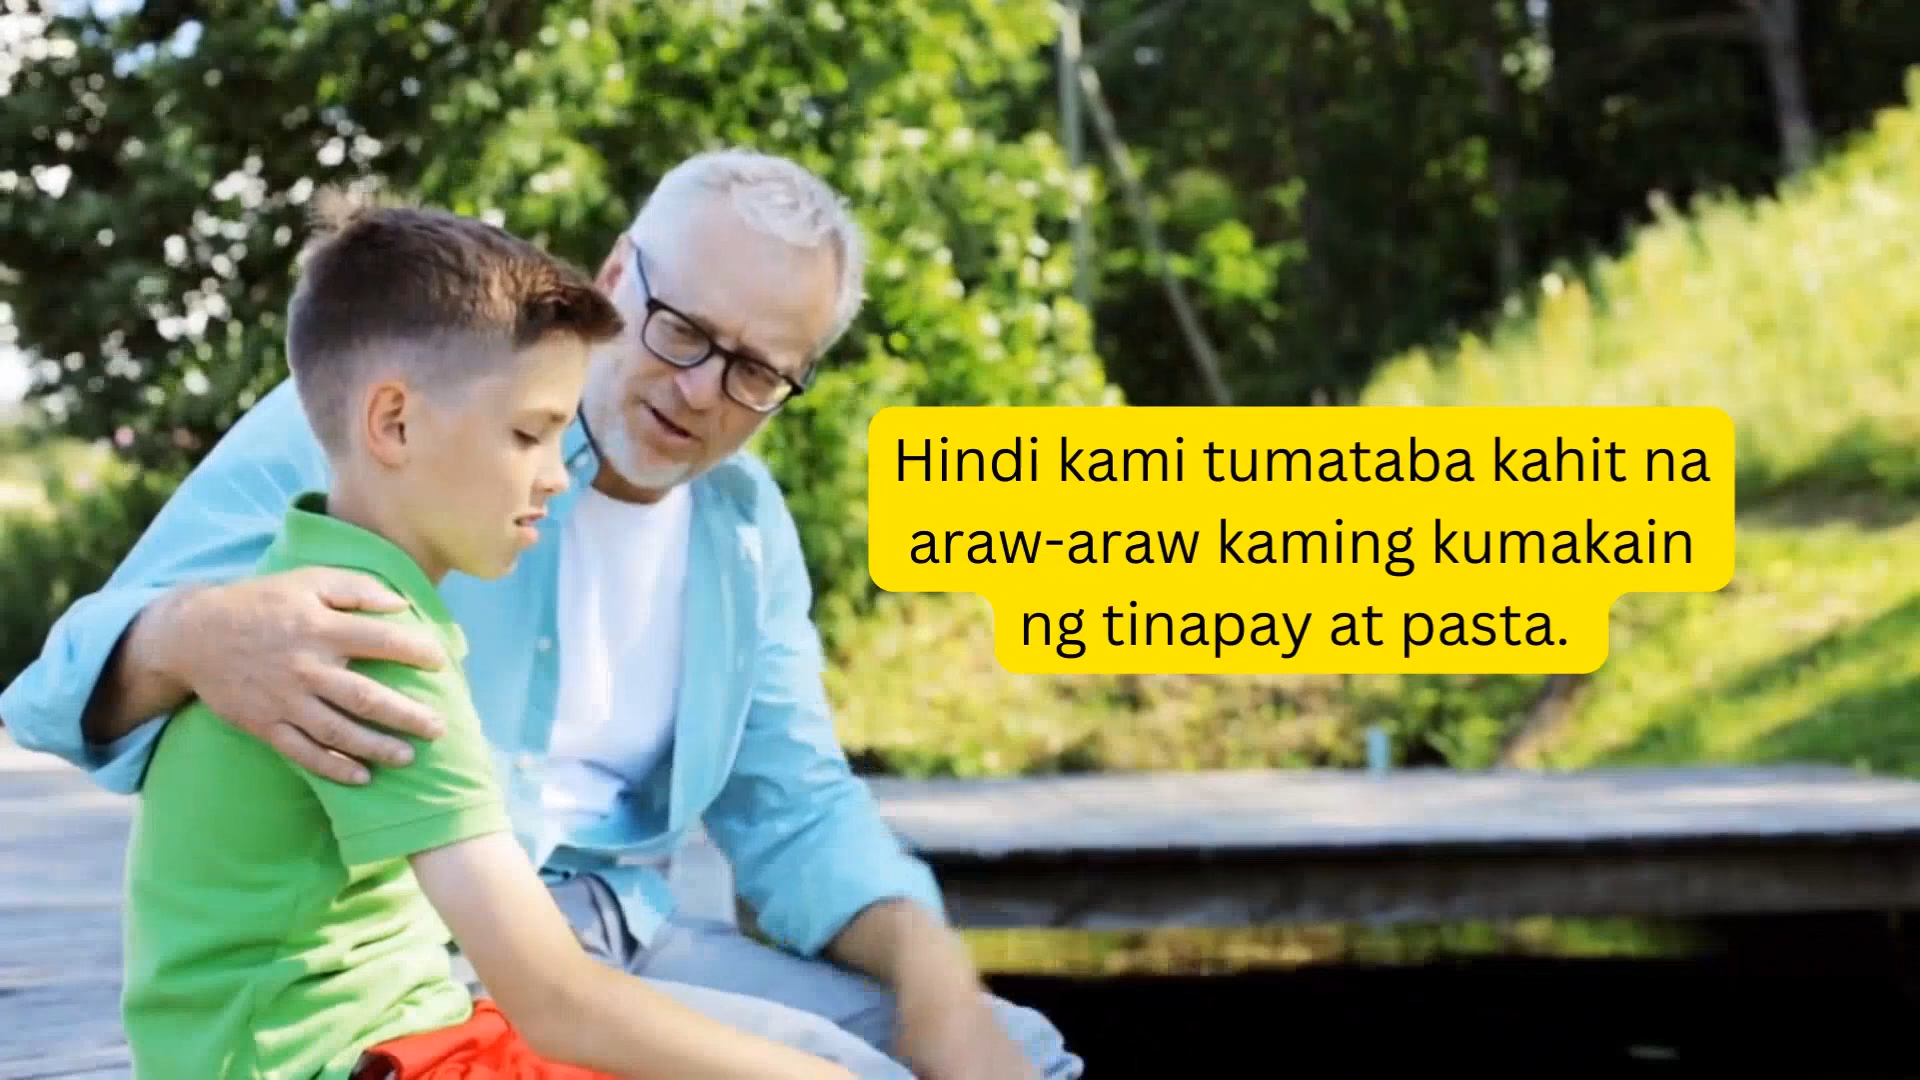 Hindi kami tumataba kahit na
araw-araw kaming kumakain
ng tinapay at pasta.